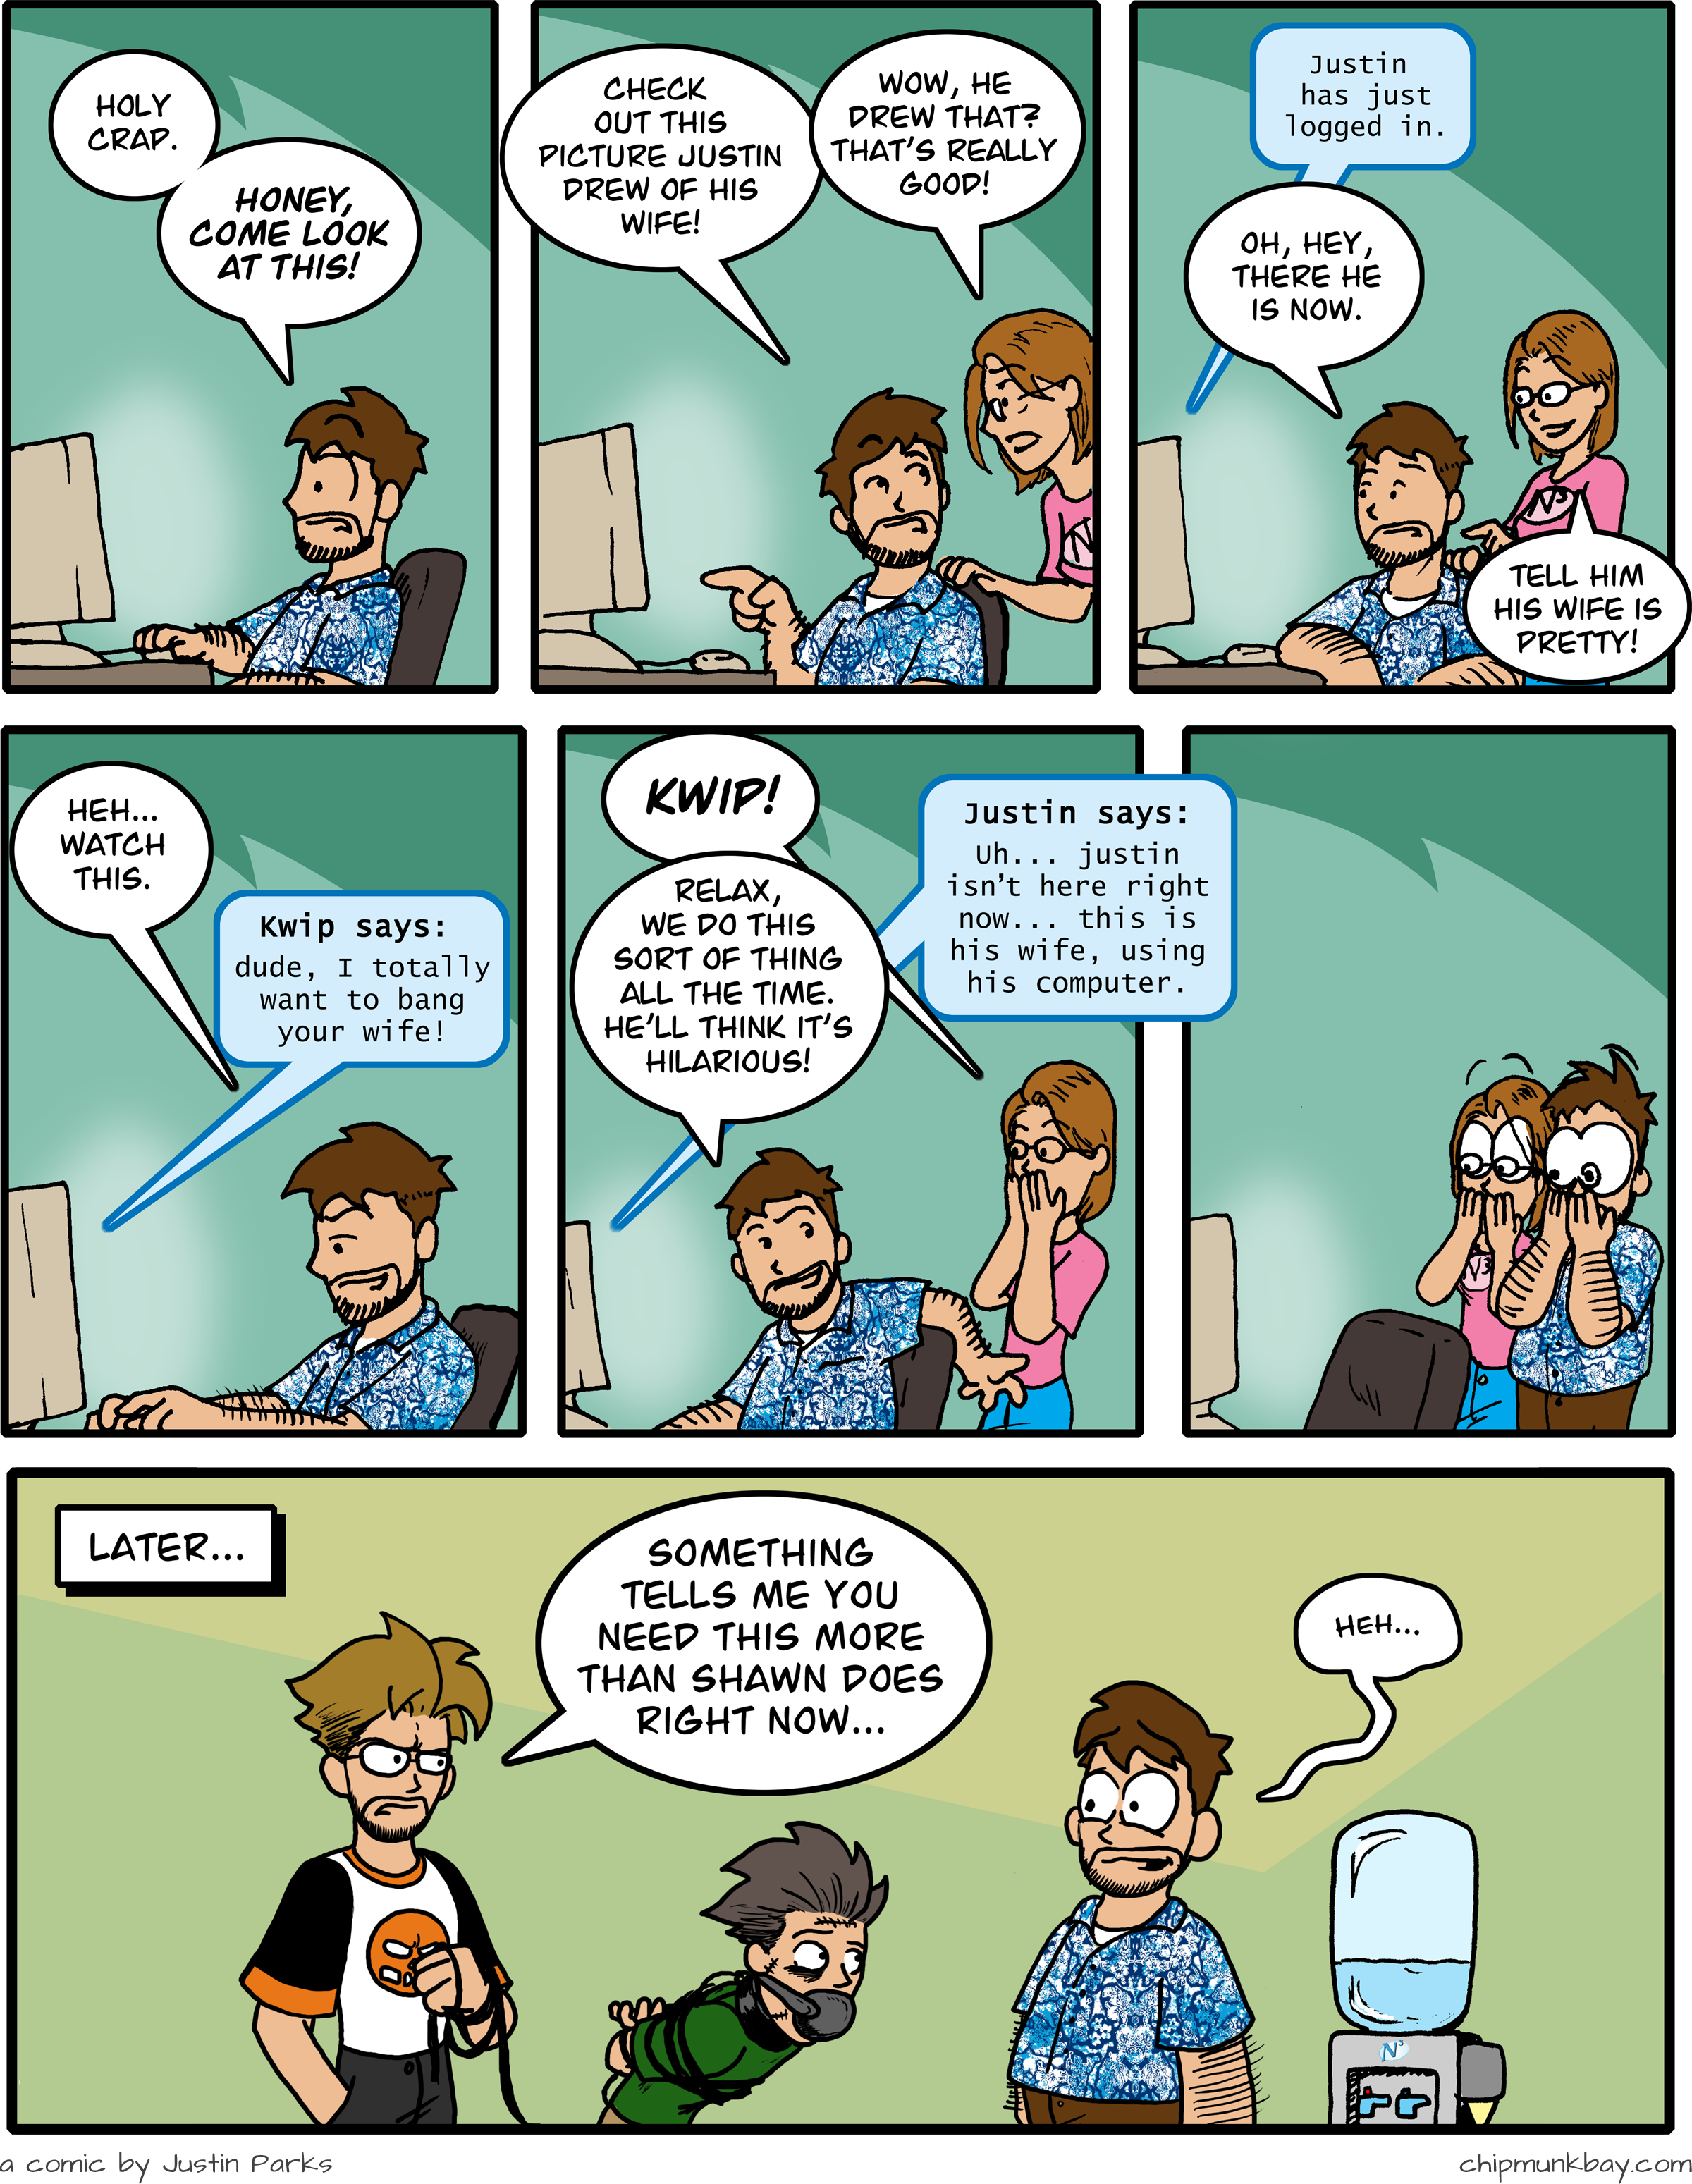 HOLY
CRAP.
HONEY,
COME LOOK
AT THIS!
CHECK
OUT THIS
PICTURE JUSTIN
DREW OF HIS
WIFE!
WOW, HE
DREW THAT?
THAT'S REALLY
GOOD!
Justin
has just
logged in.
OH, HEY,
THERE HE
IS NOW.
N³
TELL HIM
HIS WIFE IS
PRETTY!
HEH...
WATCH
THIS.
Kwip says:
dude, I totally
want to bang
your wife!
KWIP!
RELAX,
WE DO THIS
SORT OF THING
ALL THE TIME.
HE'LL THINK IT'S
HILARIOUS!
Justin says:
Uh... justin
isn't here right
now... this is
his wife, using
his computer.
N³
LATER...
SOMETHING
TELLS ME YOU
NEED THIS MORE
THAN SHAWN DOES
RIGHT NOW...
HEH...
N³
a comic by Justin Parks
chipmunkbay.com